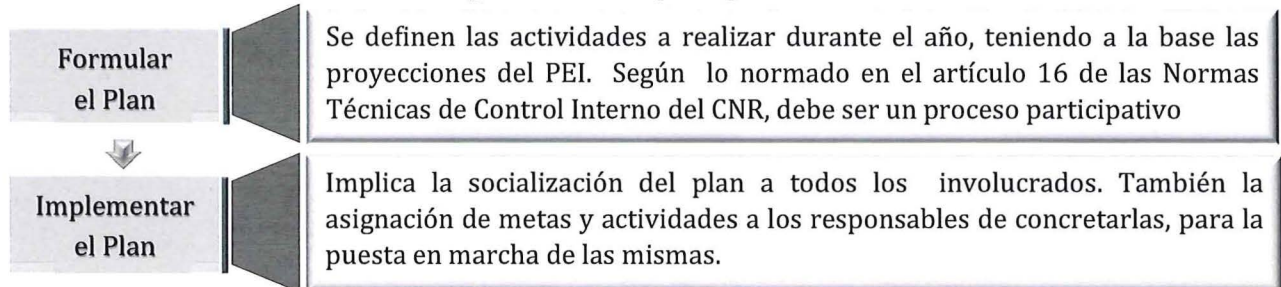 Formular
el Plan
Se definen las actividades a realizar durante el año, teniendo a la base las
proyecciones del PEI. Según lo normado en el artículo 16 de las Normas
Técnicas de Control Interno del CNR, debe ser un proceso participativo
Implementar
el Plan
Implica la socialización del plan a todos los involucrados. También la
asignación de metas y actividades a los responsables de concretarlas, para la
puesta en marcha de las mismas.